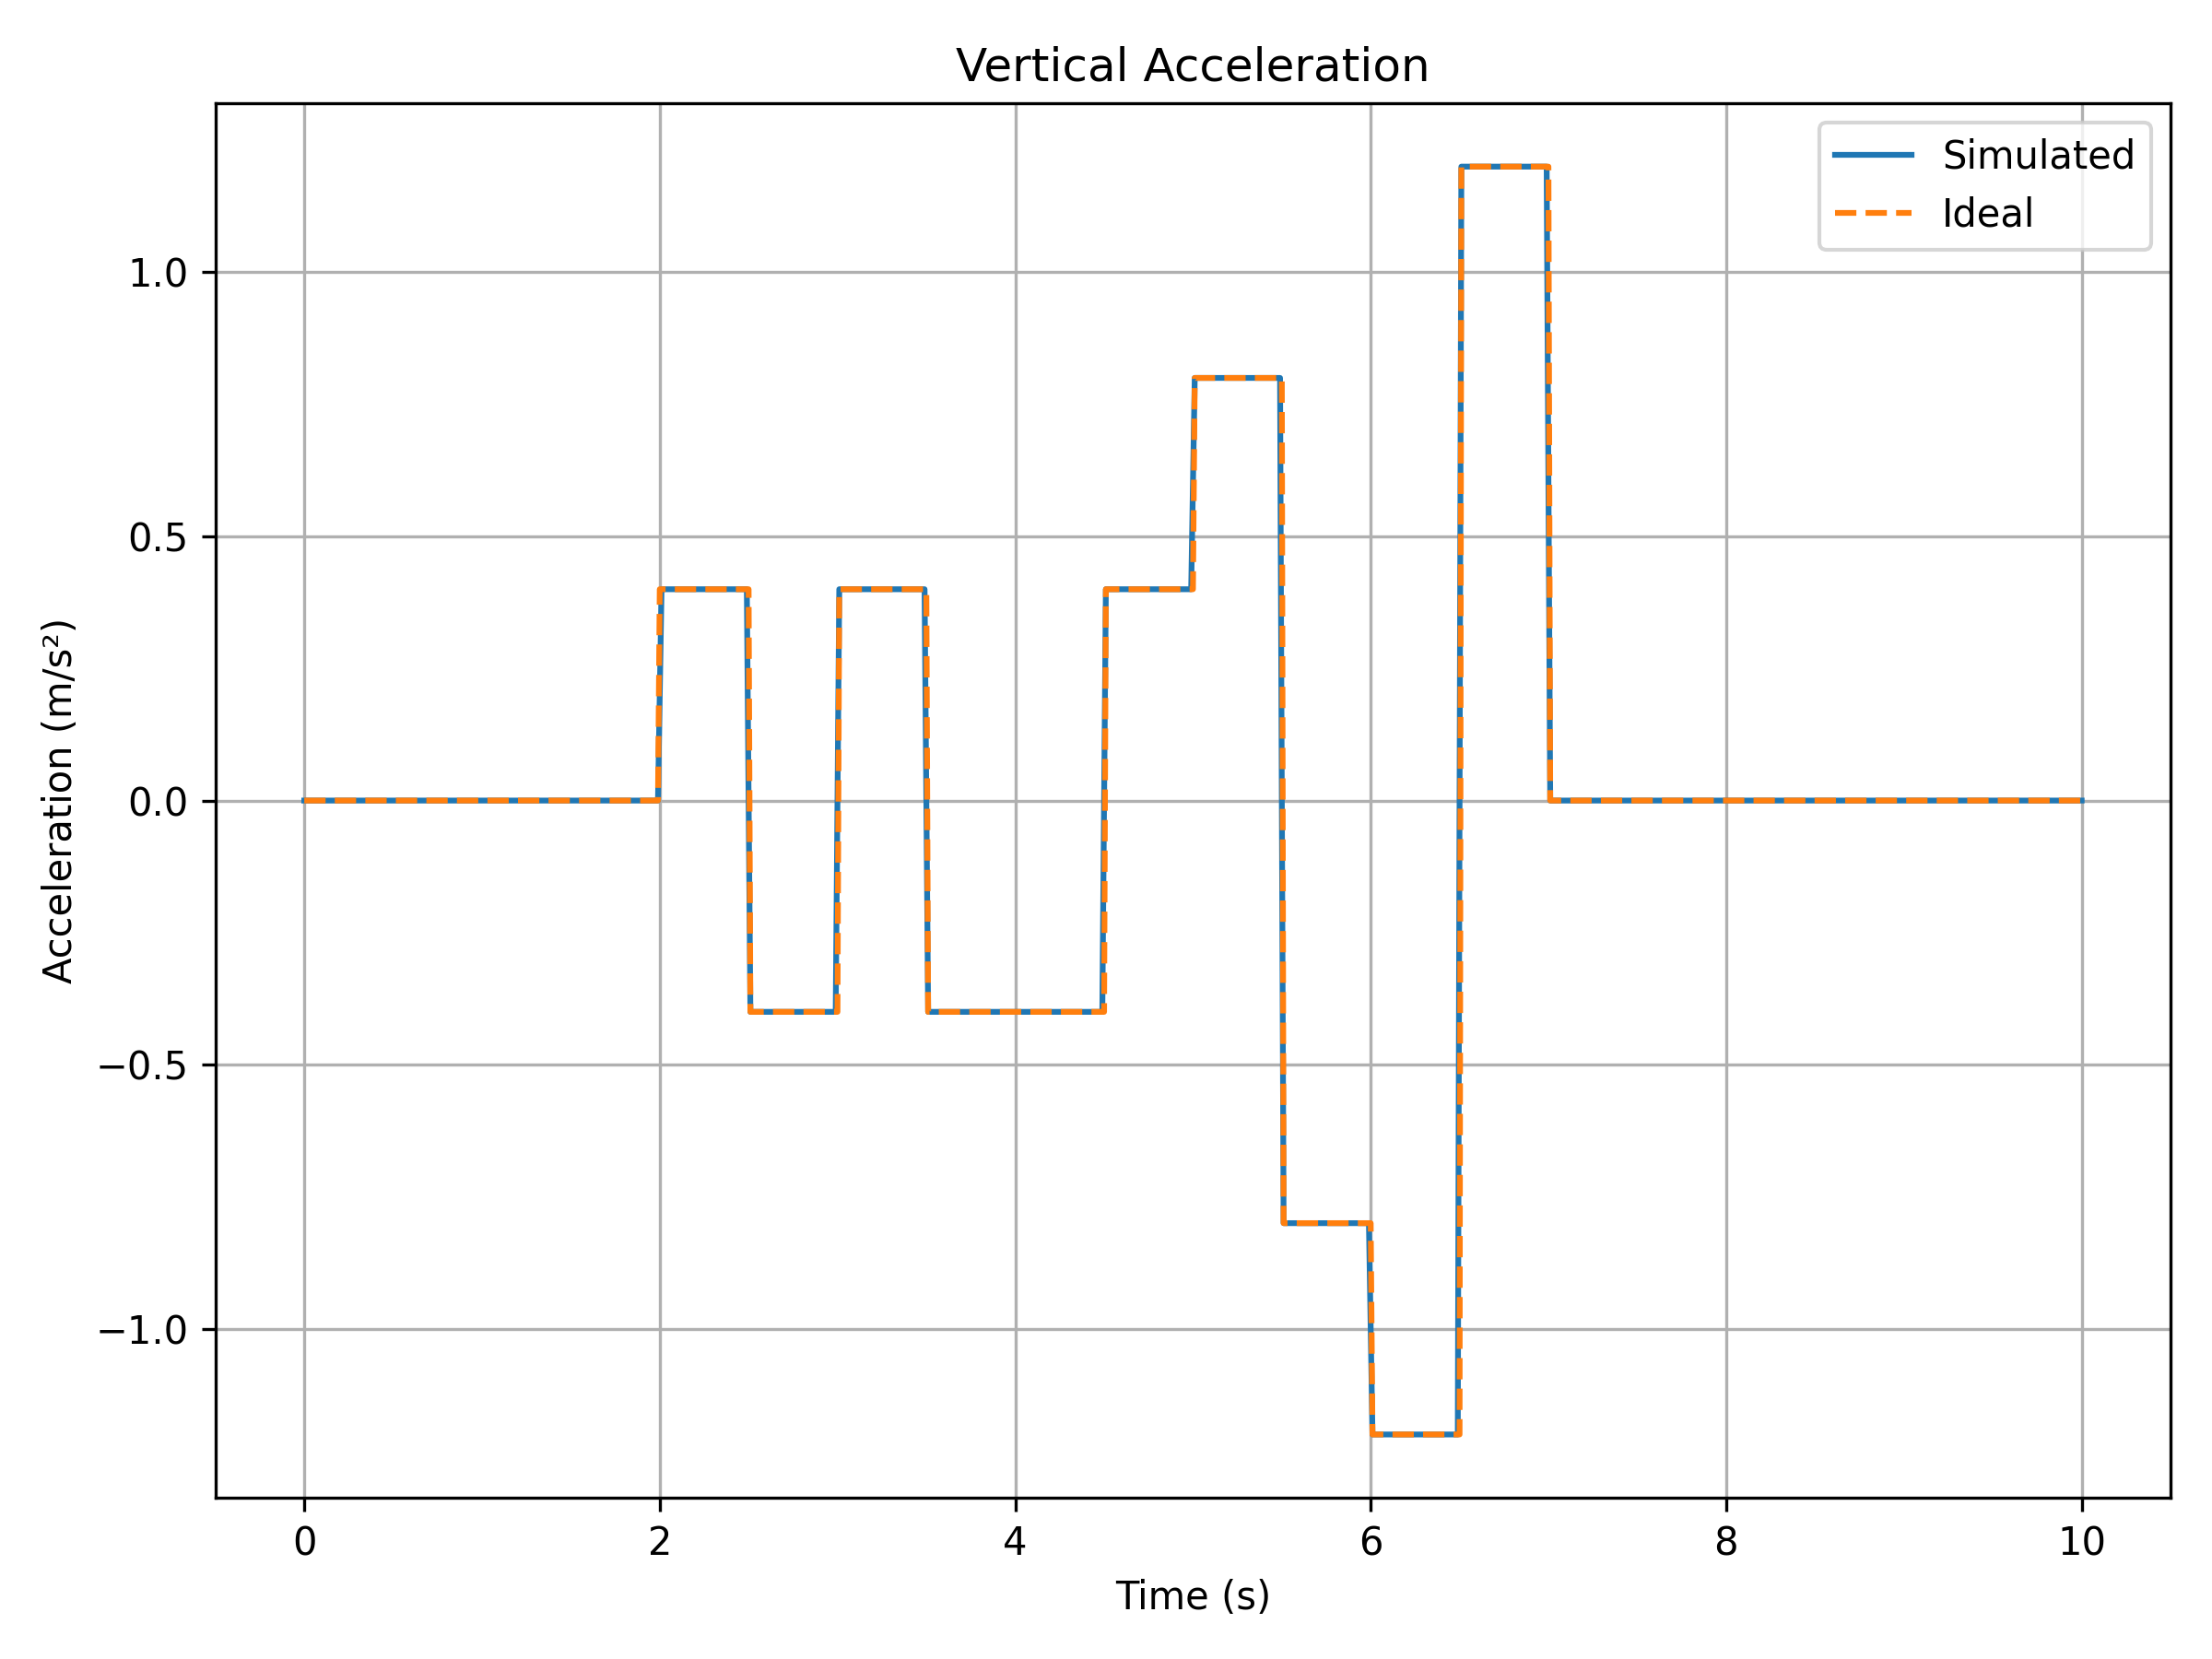 Vertical Acceleration
Simulated
Ideal
Acceleration (m/s²)
1.0
0.5
0.0
−0.5
−1.0
0 2 4 6 8 10
Time (s)